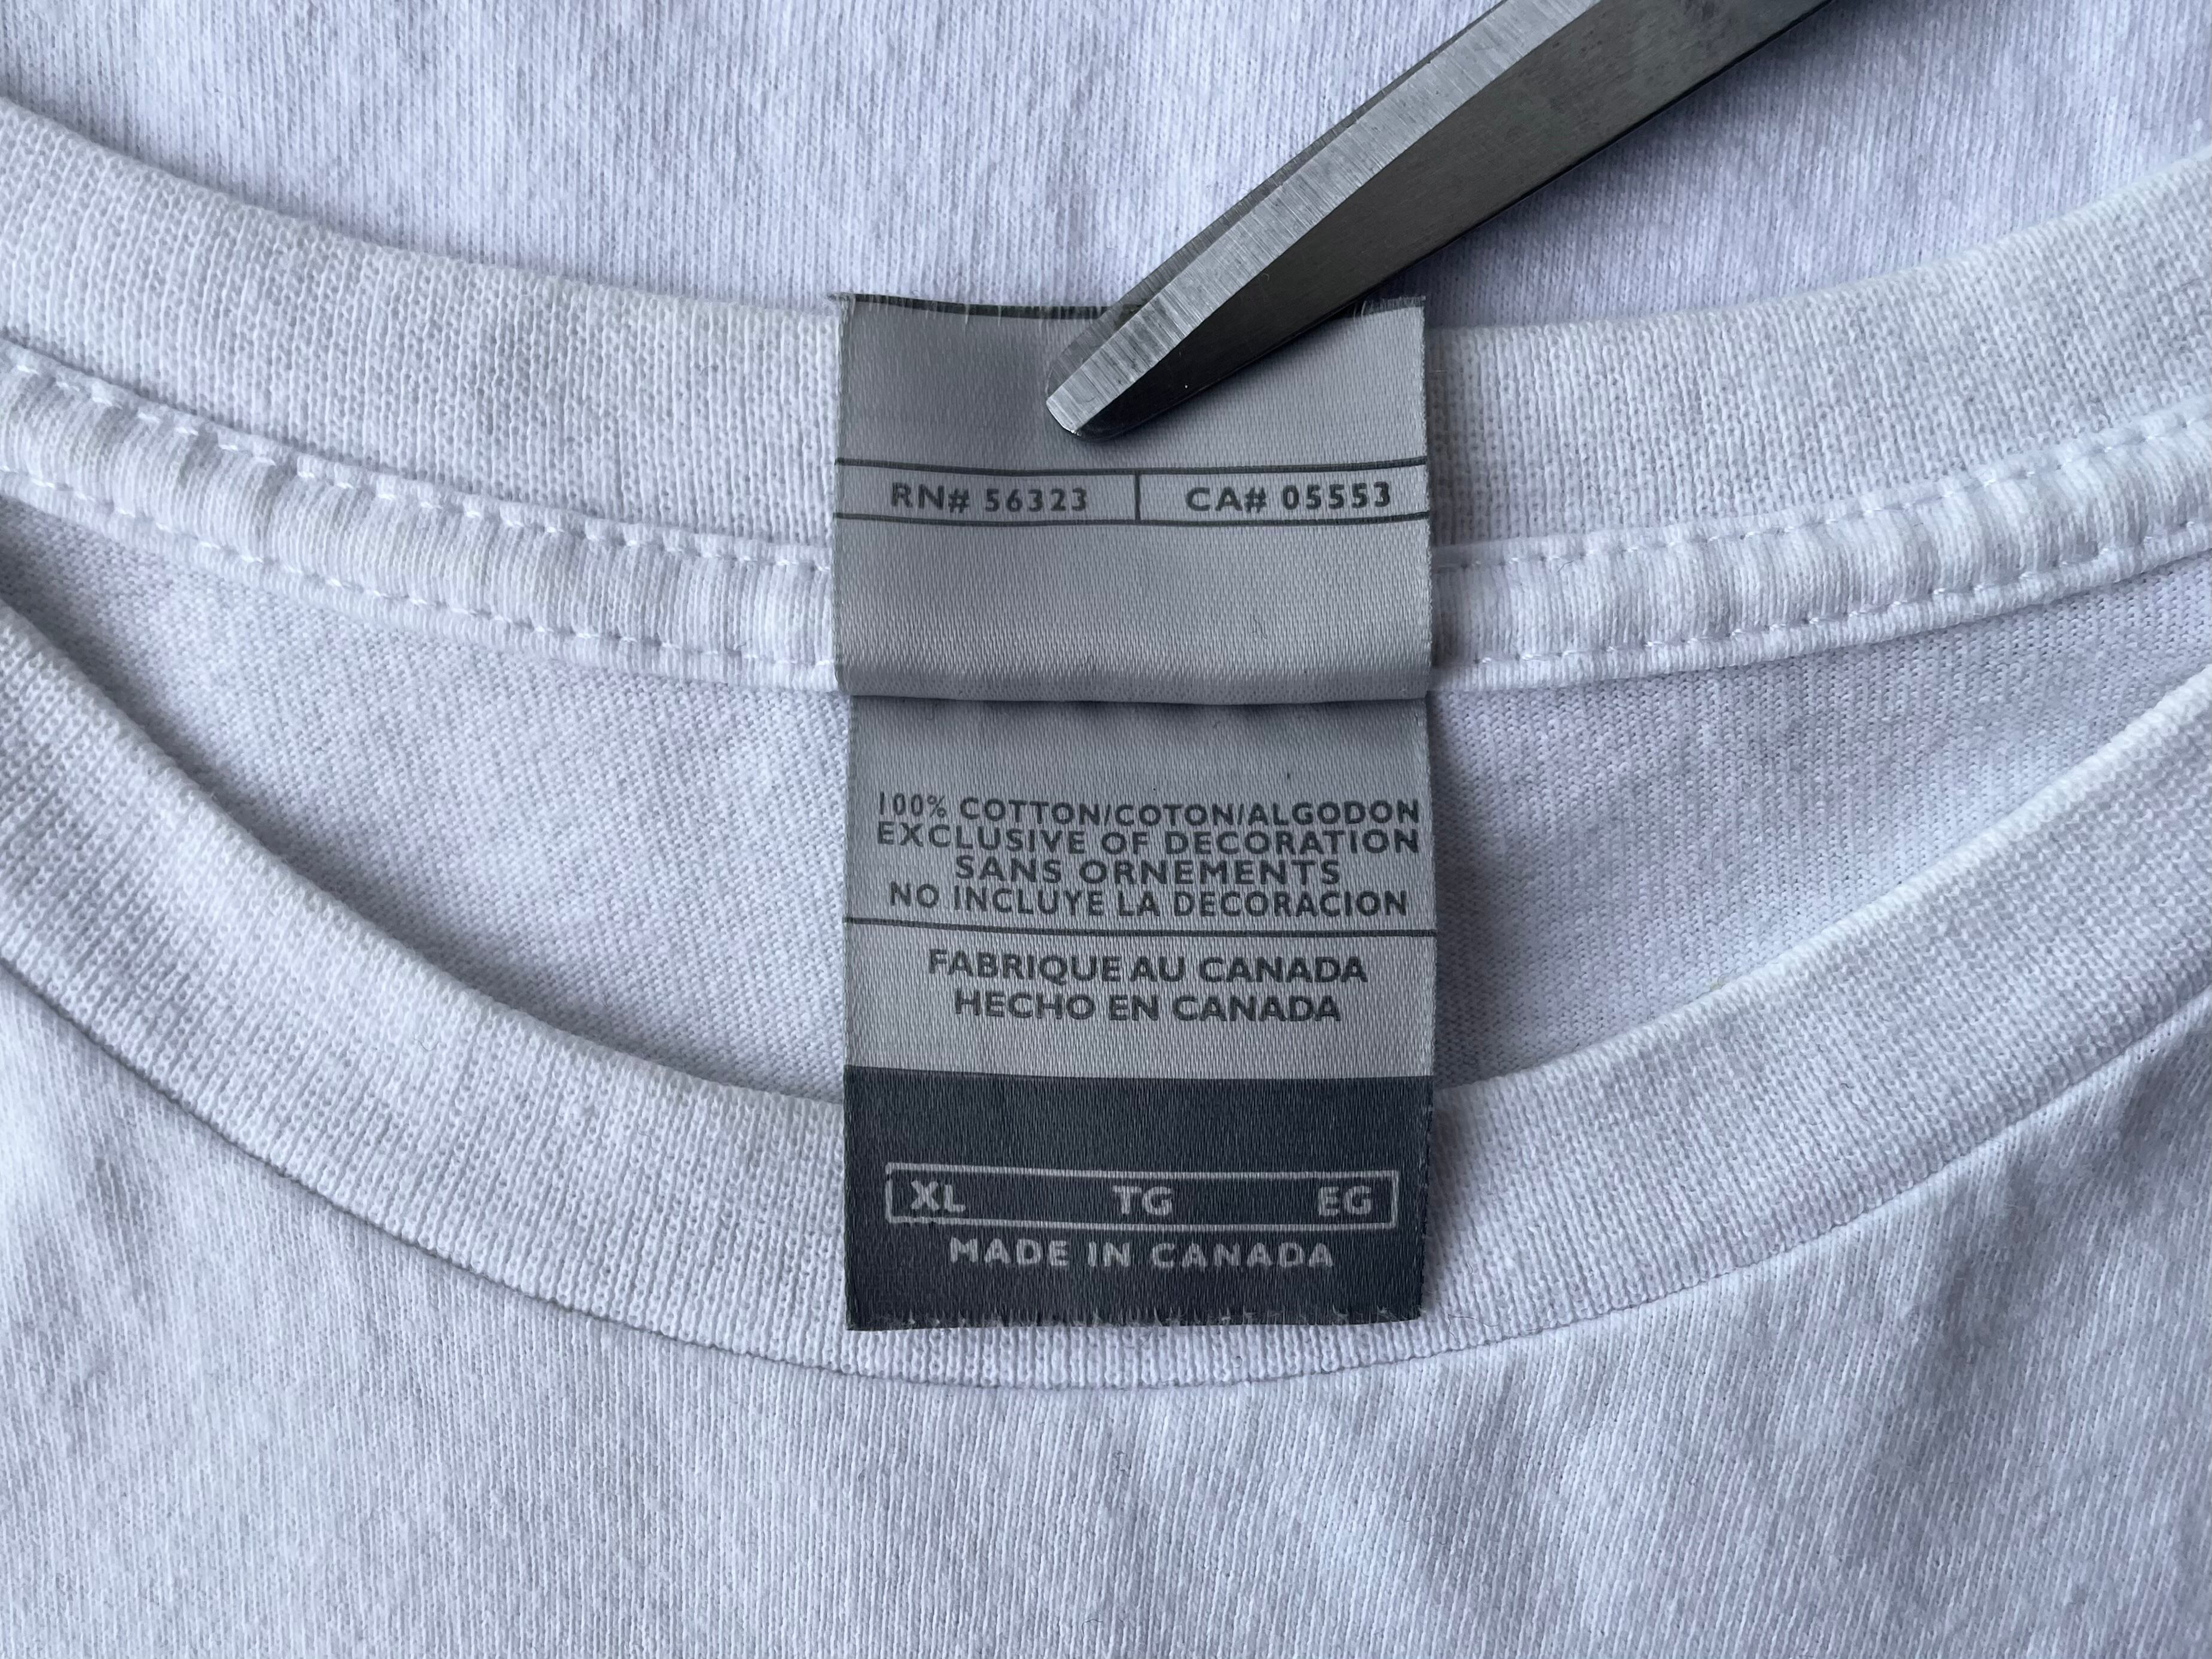 RN# 56323 CA# 05553
100% COTTON/COTON/ALGODON
EXCLUSIVE OF DECORATION
SANS ORNEMENTS
NO INCLUYE LA DECORACION
FABRIQUE AU CANADA
HECHO EN CANADA
XL TG EG
MADE IN CANADA